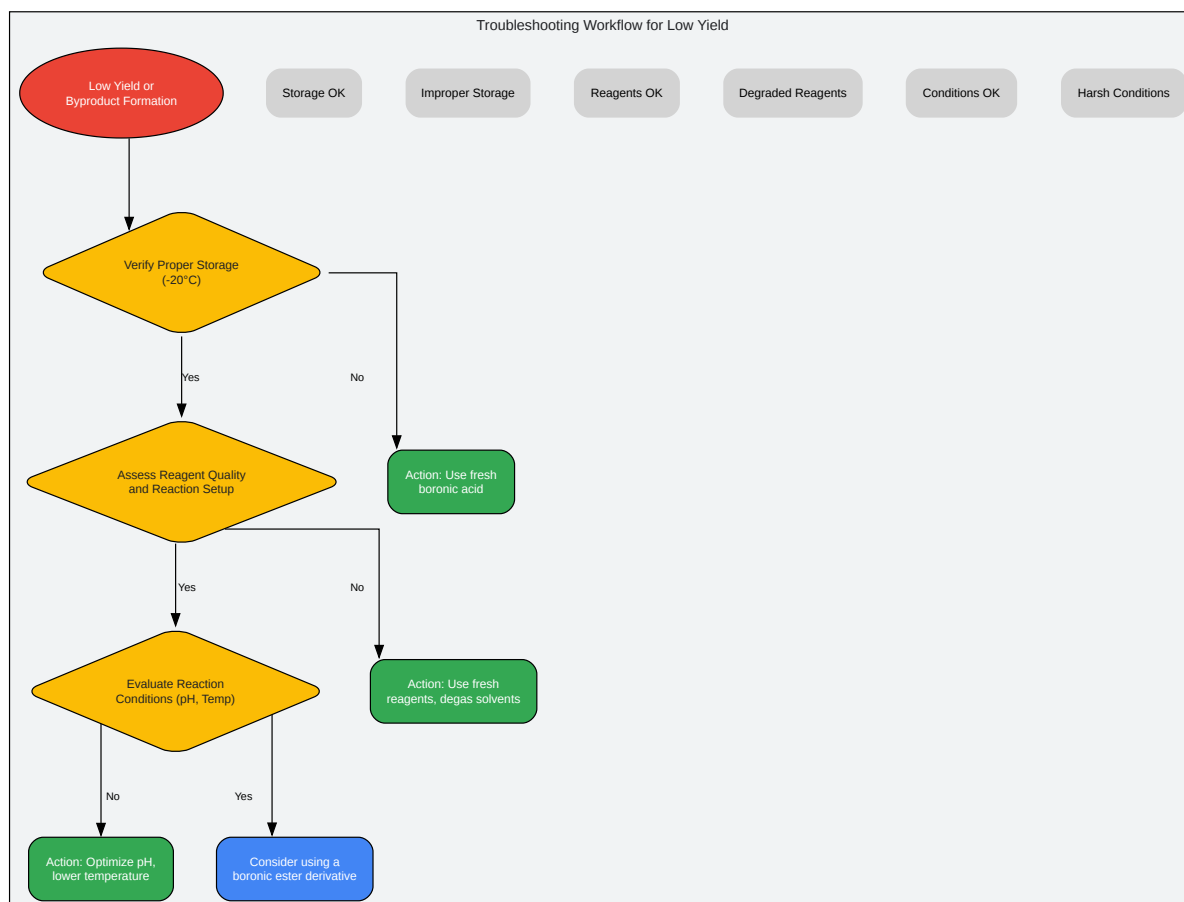 Troubleshooting Workflow for Low Yield
Low Yield or
Byproduct Formation
Storage OK
Improper Storage
Reagents OK
Degraded Reagents
Conditions OK
Harsh Conditions
Verify Proper Storage
(-20°C)
Yes
No
Assess Reagent Quality
and Reaction Setup
Action: Use fresh
boronic acid
Yes
No
Evaluate Reaction
Conditions (pH, Temp)
Action: Use fresh
reagents, degas solvents
No
Yes
Action: Optimize pH,
lower temperature
Consider using a
boronic ester derivative